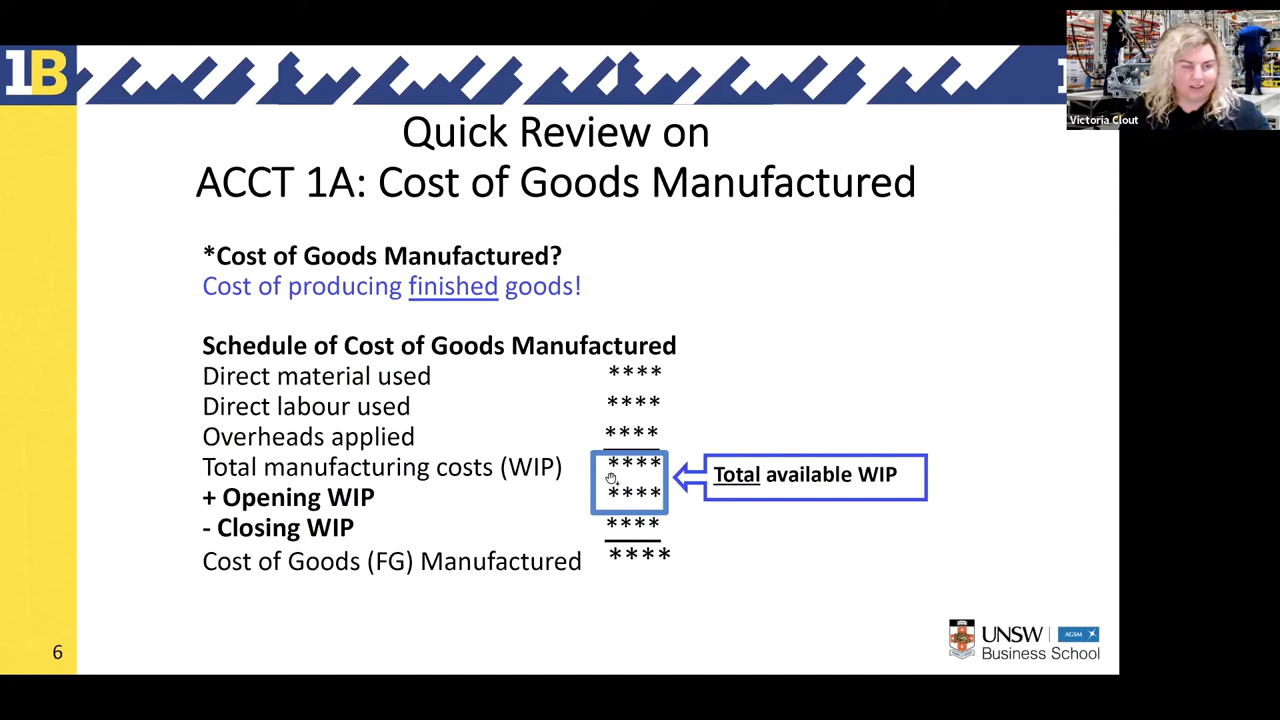 1B
Victoria Clout
Quick Review on
ACCT 1A: Cost of Goods Manufactured
*Cost of Goods Manufactured?
Cost of producing finished goods!
Schedule of Cost of Goods Manufactured
Direct material used ****
Direct labour used ****
Overheads applied ****
Total manufacturing costs (WIP) ****
Total available WIP
+ Opening WIP ****
- Closing WIP ****
Cost of Goods (FG) Manufactured ****
6
UNSW AGSM
Business School